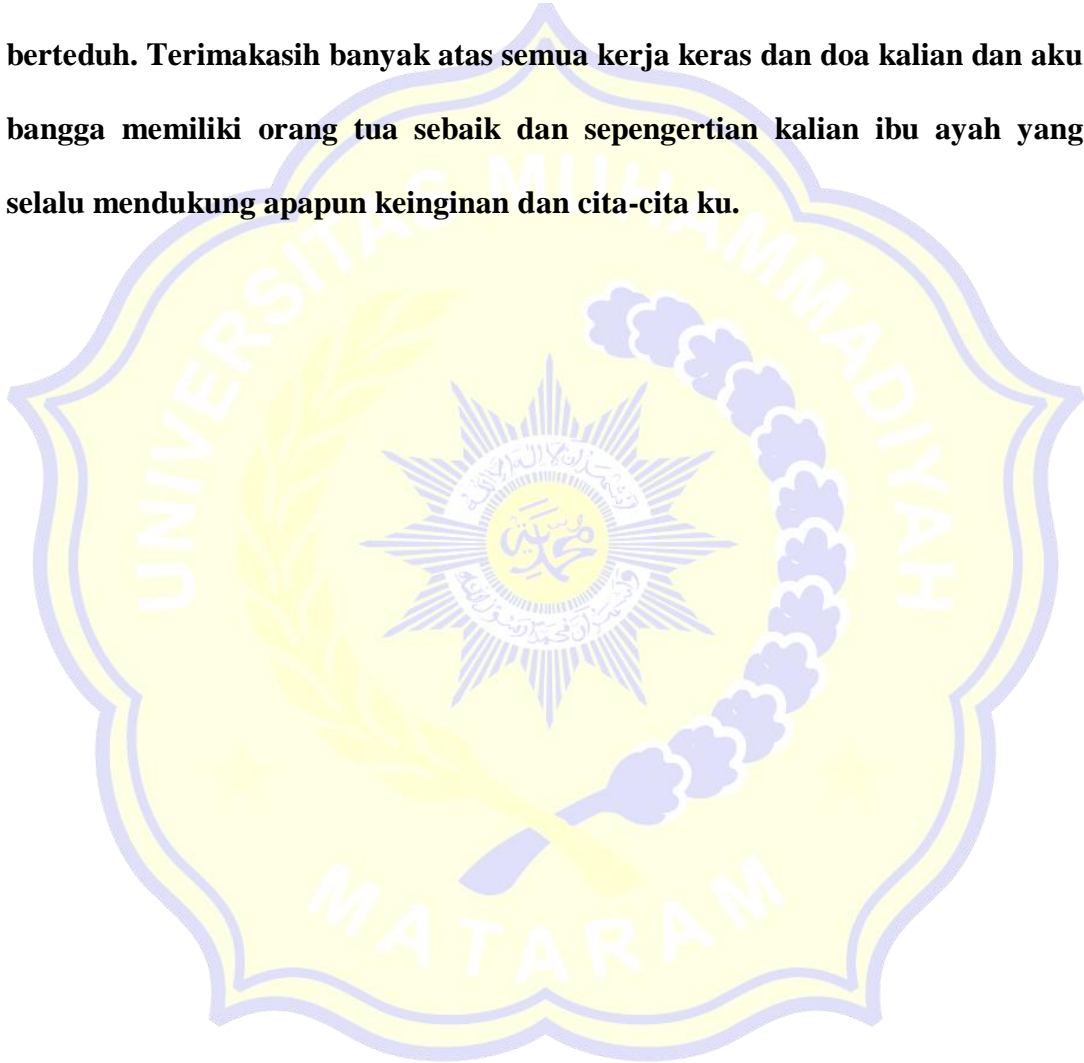 berteduh. Terimakasih banyak atas semua kerja keras dan doa kalian dan aku
bangga memiliki orang tua sebaik dan sepengertian kalian ibu ayah yang
selalu mendukung apapun keinginan dan cita-cita ku.
UNIVERSITAS MUHAMMADIYAH
MATARAM